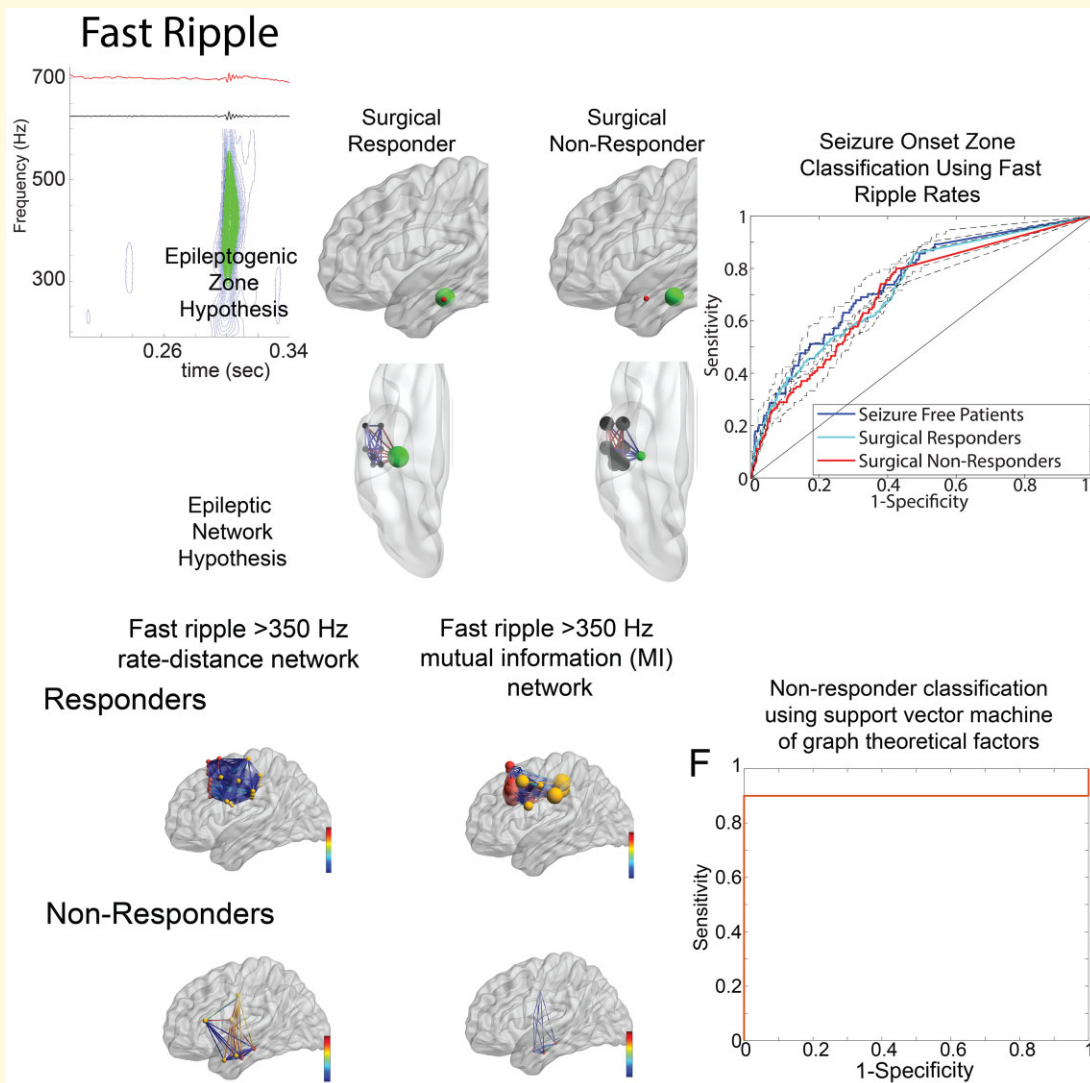 Fast Ripple
700
500
300
Frequency (Hz)
0.26
0.34
time (sec)
Epileptogenic
Zone
Hypothesis
Surgical
Responder
Surgical
Non-Responder
Seizure Onset Zone
Classification Using Fast
Ripple Rates
1
0.8
0.6
0.4
0.2
0
Sensitivity
Seizure Free Patients
Surgical Responders
Surgical Non-Responders
0
0.2
0.4
0.6
0.8
1
1-Specificity
Epileptic
Network
Hypothesis
Fast ripple >350 Hz
rate-distance network
Fast ripple >350 Hz
mutual information (MI)
network
Responders
Non-Responders
Non-responder classification
using support vector machine
of graph theoretical factors
F
1
0.8
0.6
0.4
0.2
0
Sensitivity
0
0.2
0.4
0.6
0.8
1
1-Specificity